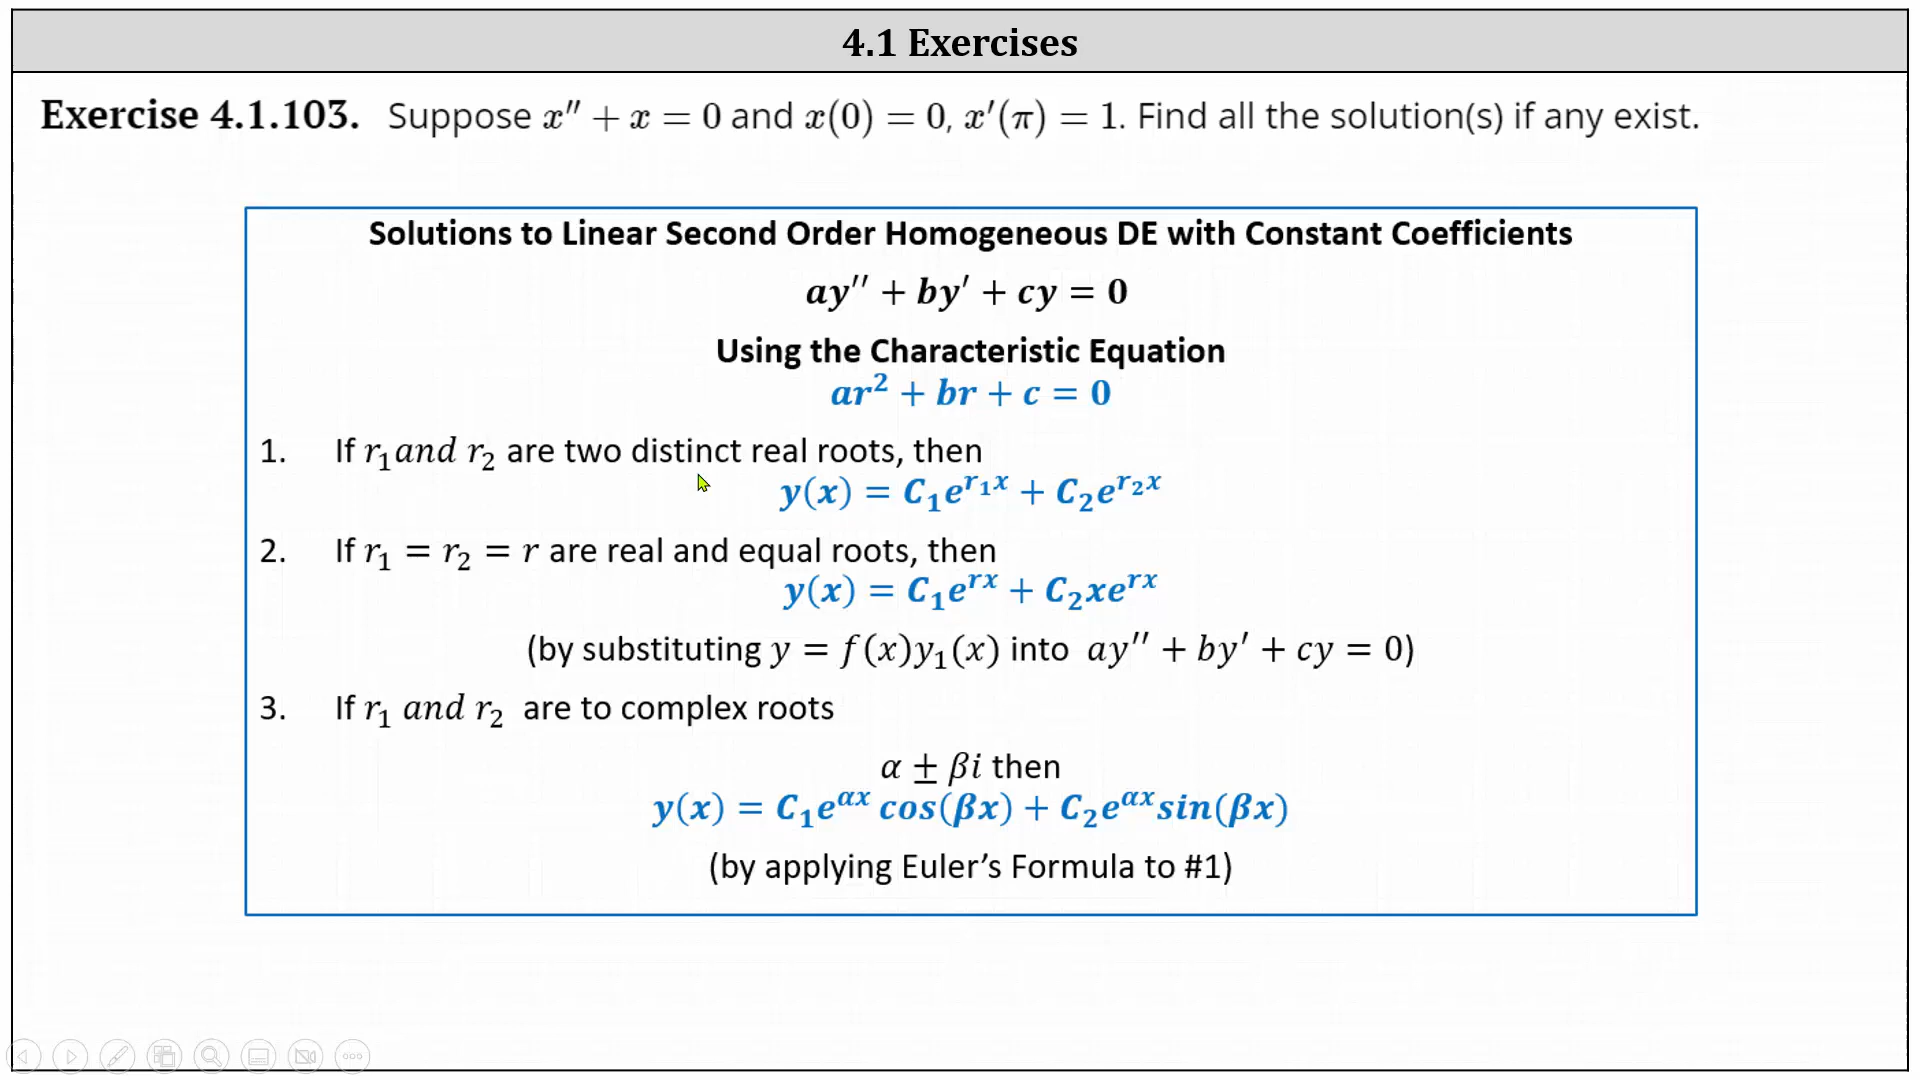 4.1 Exercises
Exercise 4.1.103. Suppose x″ + x = 0 and x(0) = 0, x′(π) = 1. Find all the solution(s) if any exist.
Solutions to Linear Second Order Homogeneous DE with Constant Coefficients
ay″ + by′ + cy = 0
Using the Characteristic Equation
ar² + br + c = 0
1. If r₁ and r₂ are two distinct real roots, then
y(x) = C₁e^{r₁x} + C₂e^{r₂x}
2. If r₁ = r₂ = r are real and equal roots, then
y(x) = C₁e^{rx} + C₂xe^{rx}
(by substituting y = f(x)y₁(x) into ay″ + by′ + cy = 0)
3. If r₁ and r₂ are to complex roots
α ± βi then
y(x) = C₁e^{αx} cos(βx) + C₂e^{αx} sin(βx)
(by applying Euler’s Formula to #1)